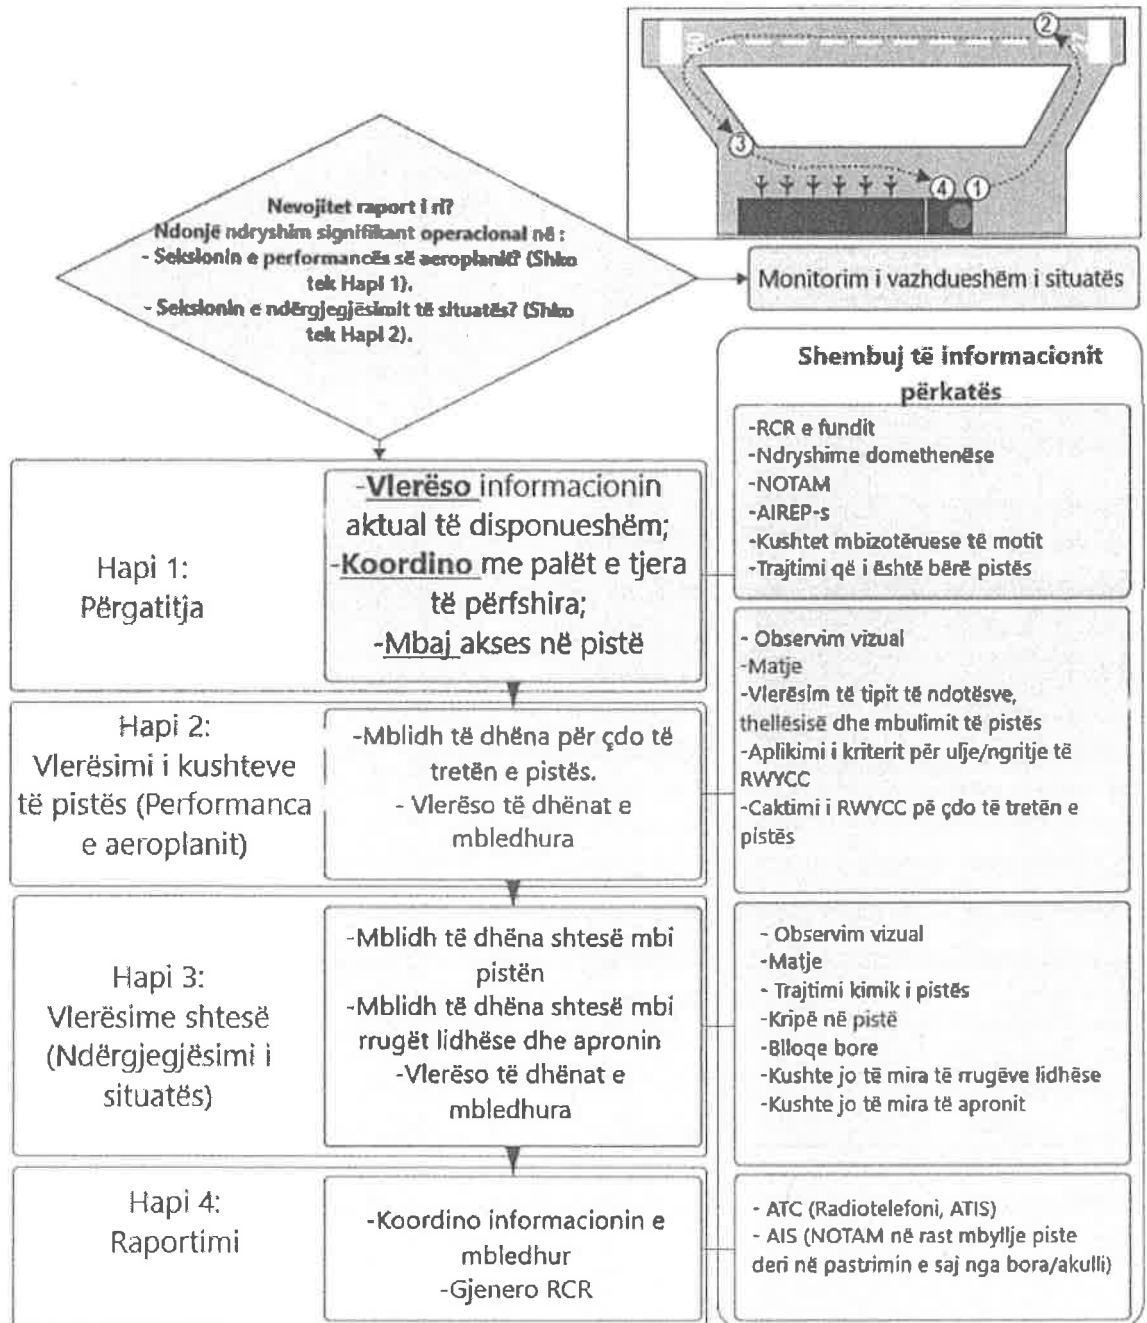 2
3
4
1
Nevojitet raport i ri?
Ndonjë ndryshim signifikant operacional në :
- Seksionin e performancës së aeroplanit? (Shko
tek Hapi 1).
- Seksionin e ndërgjegjësimit të situatës? (Shko
tek Hapi 2).
Monitorim i vazhdueshëm i situatës
Shembuj të informacionit
përkatës
-RCR e fundit
-Ndryshime domethenëse
-NOTAM
-AIREP-s
-Kushtet mbizotëruese të motit
-Trajtimi që i është bërë pistës
Hapi 1:
Përgatitja
-Vlerëso informacionin
aktual të disponueshëm;
-Koordino me palët e tjera
të përfshira;
-Mbaj akses në pistë
- Observim vizual
-Matje
-Vlerësim të tipit të ndotësve,
thellësisë dhe mbulimit të pistës
-Aplikimi i kriterit për ulje/ngritje të
RWYCC
-Caktimi i RWYCC pë çdo të tretën e
pistës
Hapi 2:
Vlerësimi i kushteve
të pistës (Performanca
e aeroplanit)
-Mblidh të dhëna për çdo të
tretën e pistës.
- Vlerëso të dhënat e
mbledhura
Hapi 3:
Vlerësime shtesë
(Ndërgjegjësimi i
situatës)
-Mblidh të dhëna shtesë mbi
pistën
-Mblidh të dhëna shtesë mbi
rrugët lidhëse dhe apronin
-Vlerëso të dhënat e
mbledhura
- Observim vizual
-Matje
- Trajtimi kimik i pistës
-Kripë në pistë
-Blloqe bore
-Kushte jo të mira të rrugëve lidhëse
-Kushte jo të mira të apronit
Hapi 4:
Raportimi
-Koordino informacionin e
mbledhur
-Gjenero RCR
- ATC (Radiotelefoni, ATIS)
- AIS (NOTAM në rast mbyllje piste
deri në pastrimin e saj nga bora/akulli)